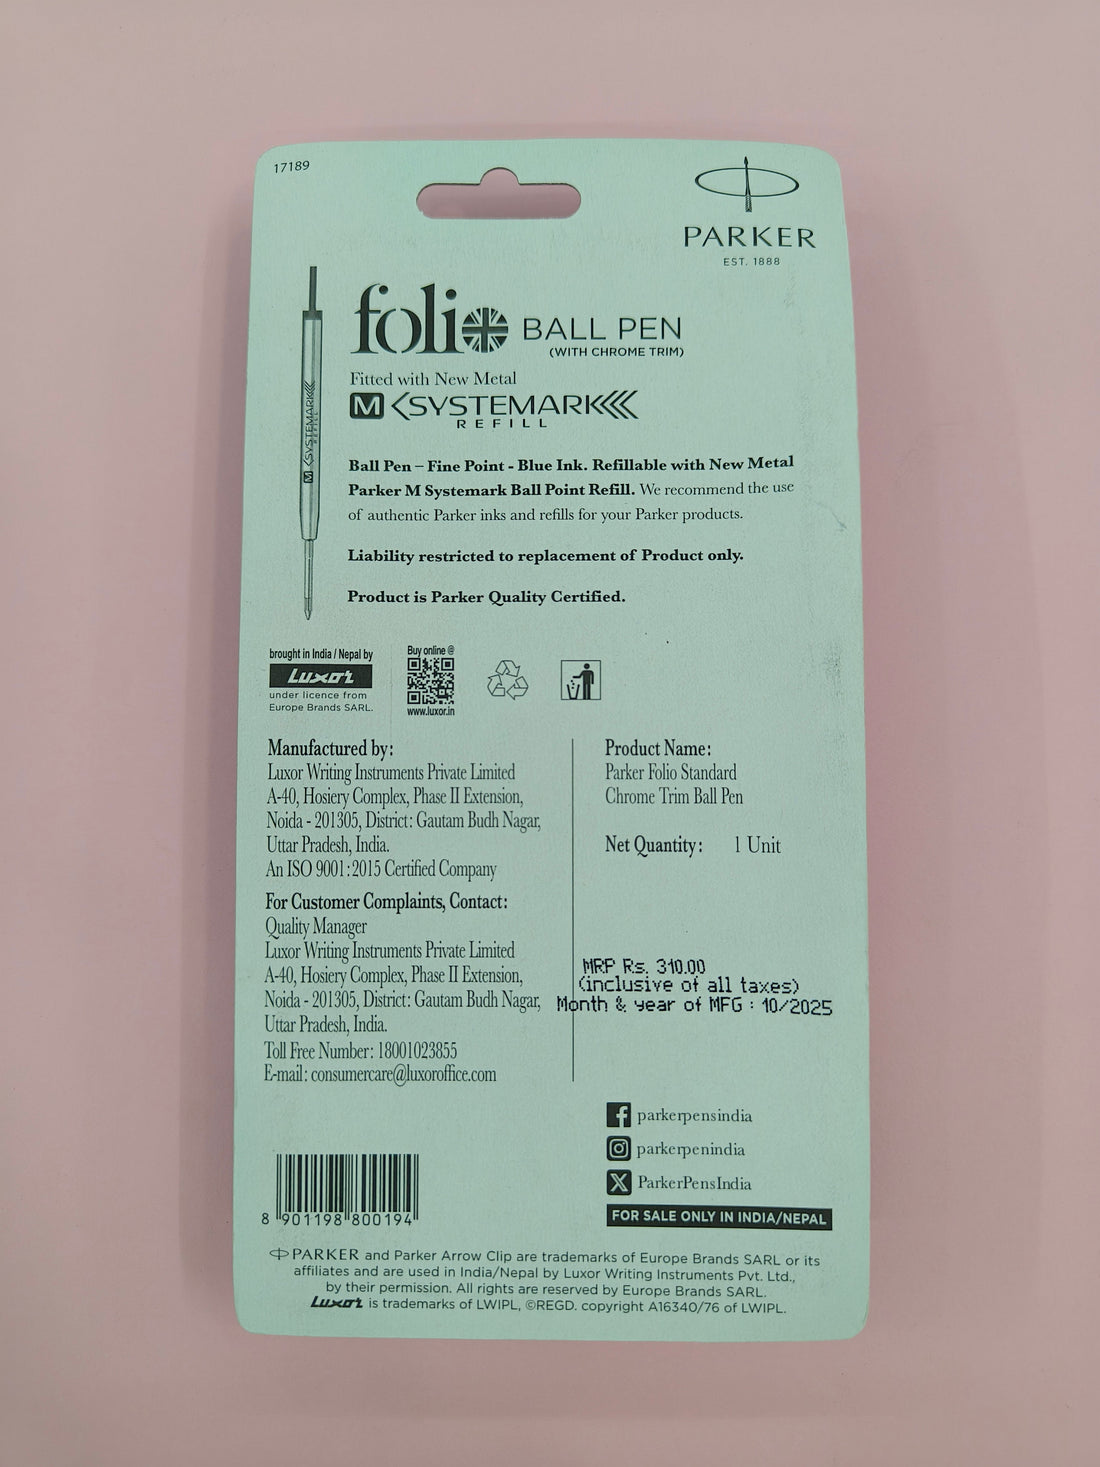 17189
PARKER
EST. 1888
folio BALL PEN
(WITH CHROME TRIM)
Fitted with New Metal
M SYSTEMARK
REFILL
M SYSTEMARK
REFILL
Ball Pen – Fine Point - Blue Ink. Refillable with New Metal
Parker M Systemark Ball Point Refill. We recommend the use
of authentic Parker inks and refills for your Parker products.
Liability restricted to replacement of Product only.
Product is Parker Quality Certified.
brought in India / Nepal by
Luxor
under licence from
Europe Brands SARL.
Buy online @
www.luxor.in
Manufactured by:
Luxor Writing Instruments Private Limited
A-40, Hosiery Complex, Phase II Extension,
Noida - 201305, District: Gautam Budh Nagar,
Uttar Pradesh, India.
An ISO 9001:2015 Certified Company
For Customer Complaints, Contact:
Quality Manager
Luxor Writing Instruments Private Limited
A-40, Hosiery Complex, Phase II Extension,
Noida - 201305, District: Gautam Budh Nagar,
Uttar Pradesh, India.
Toll Free Number: 18001023855
E-mail: consumercare@luxoroffice.com
Product Name:
Parker Folio Standard
Chrome Trim Ball Pen
Net Quantity: 1 Unit
MRP Rs. 310.00
(inclusive of all taxes)
Month & year of MFG : 10/2025
parkerpensindia
parkerpenindia
ParkerPensIndia
FOR SALE ONLY IN INDIA/NEPAL
8 901198 800194
PARKER and Parker Arrow Clip are trademarks of Europe Brands SARL or its
affiliates and are used in India/Nepal by Luxor Writing Instruments Pvt. Ltd.,
by their permission. All rights are reserved by Europe Brands SARL.
Luxor is trademarks of LWIPL, ©REGD. copyright A16340/76 of LWIPL.